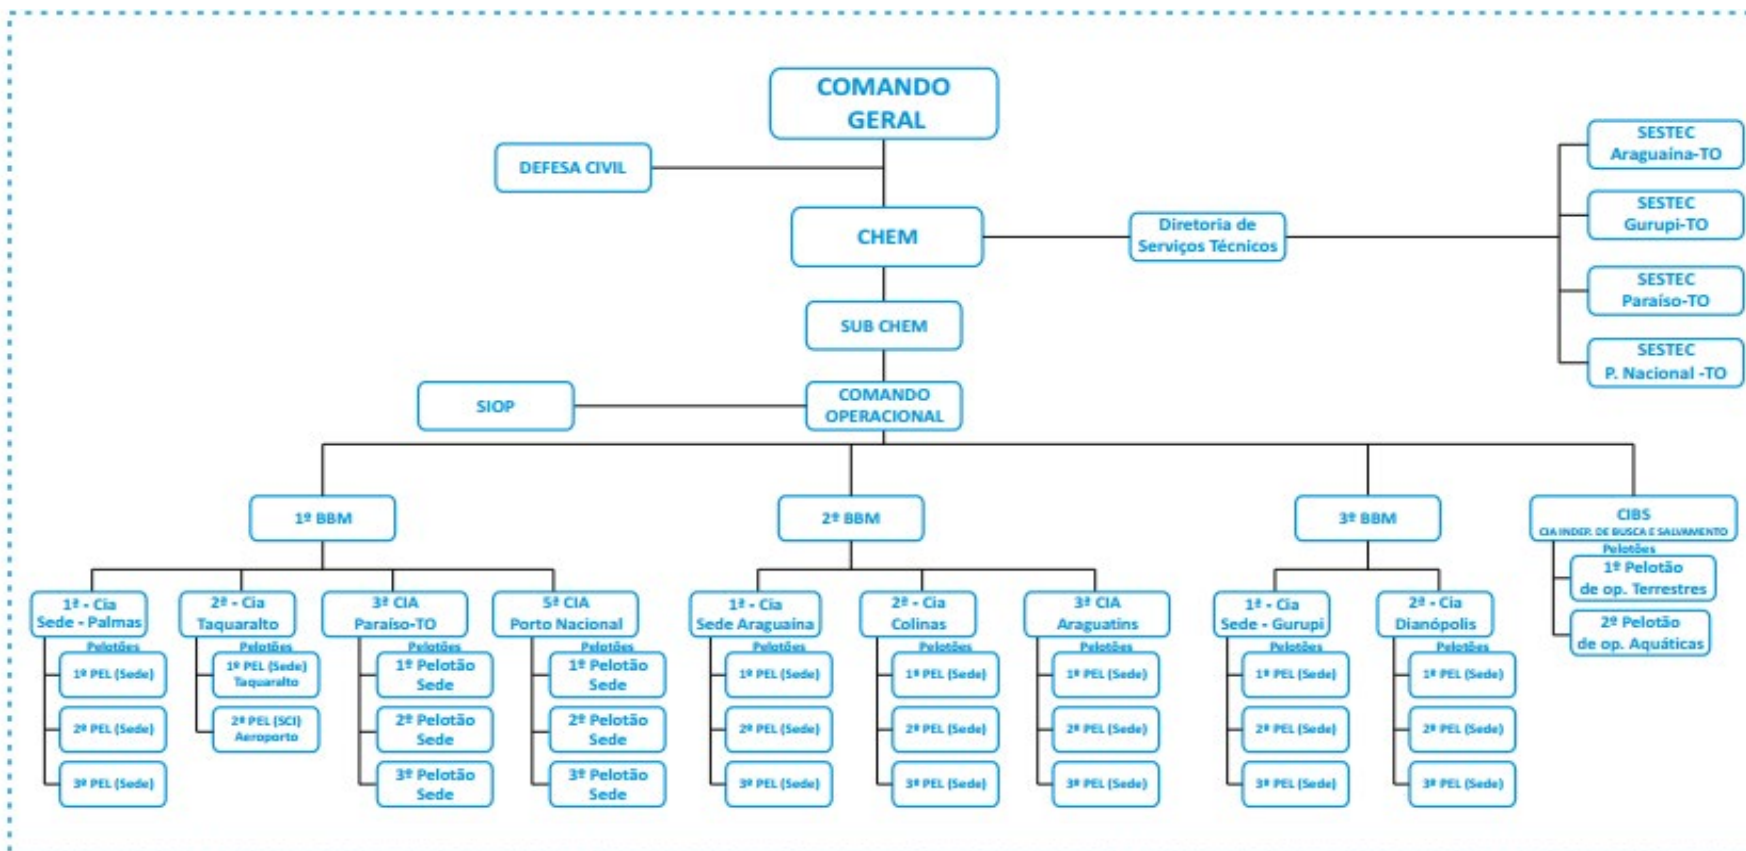 COMANDO
GERAL
DEFESA CIVIL
CHEM
Diretoria de
Serviços Técnicos
SESTEC
Araguaina-TO
SESTEC
Gurupi-TO
SESTEC
Paraíso-TO
SESTEC
P. Nacional -TO
SUB CHEM
SIOP
COMANDO
OPERACIONAL
1º BBM
2º BBM
3º BBM
CIBS
CIA INDEP. DE BUSCA E SALVAMENTO
Pelotões
1º Pelotão
de op. Terrestres
2º Pelotão
de op. Aquáticas
1ª - Cia
Sede - Palmas
Pelotões
1º PEL (Sede)
2º PEL (Sede)
3º PEL (Sede)
2ª - Cia
Taquaralto
Pelotões
1º PEL (Sede)
Taquaralto
2º PEL (SCI)
Aeroporto
3ª CIA
Paraíso-TO
Pelotões
1º Pelotão
Sede
2º Pelotão
Sede
3º Pelotão
Sede
5ª CIA
Porto Nacional
Pelotões
1º Pelotão
Sede
2º Pelotão
Sede
3º Pelotão
Sede
1ª - Cia
Sede Araguaina
Pelotões
1º PEL (Sede)
2º PEL (Sede)
3º PEL (Sede)
2ª - Cia
Colinas
Pelotões
1º PEL (Sede)
2º PEL (Sede)
3º PEL (Sede)
3ª CIA
Araguatins
Pelotões
1º PEL (Sede)
2º PEL (Sede)
3º PEL (Sede)
1ª - Cia
Sede - Gurupi
Pelotões
1º PEL (Sede)
2º PEL (Sede)
3º PEL (Sede)
2ª - Cia
Dianópolis
Pelotões
1º PEL (Sede)
2º PEL (Sede)
3º PEL (Sede)